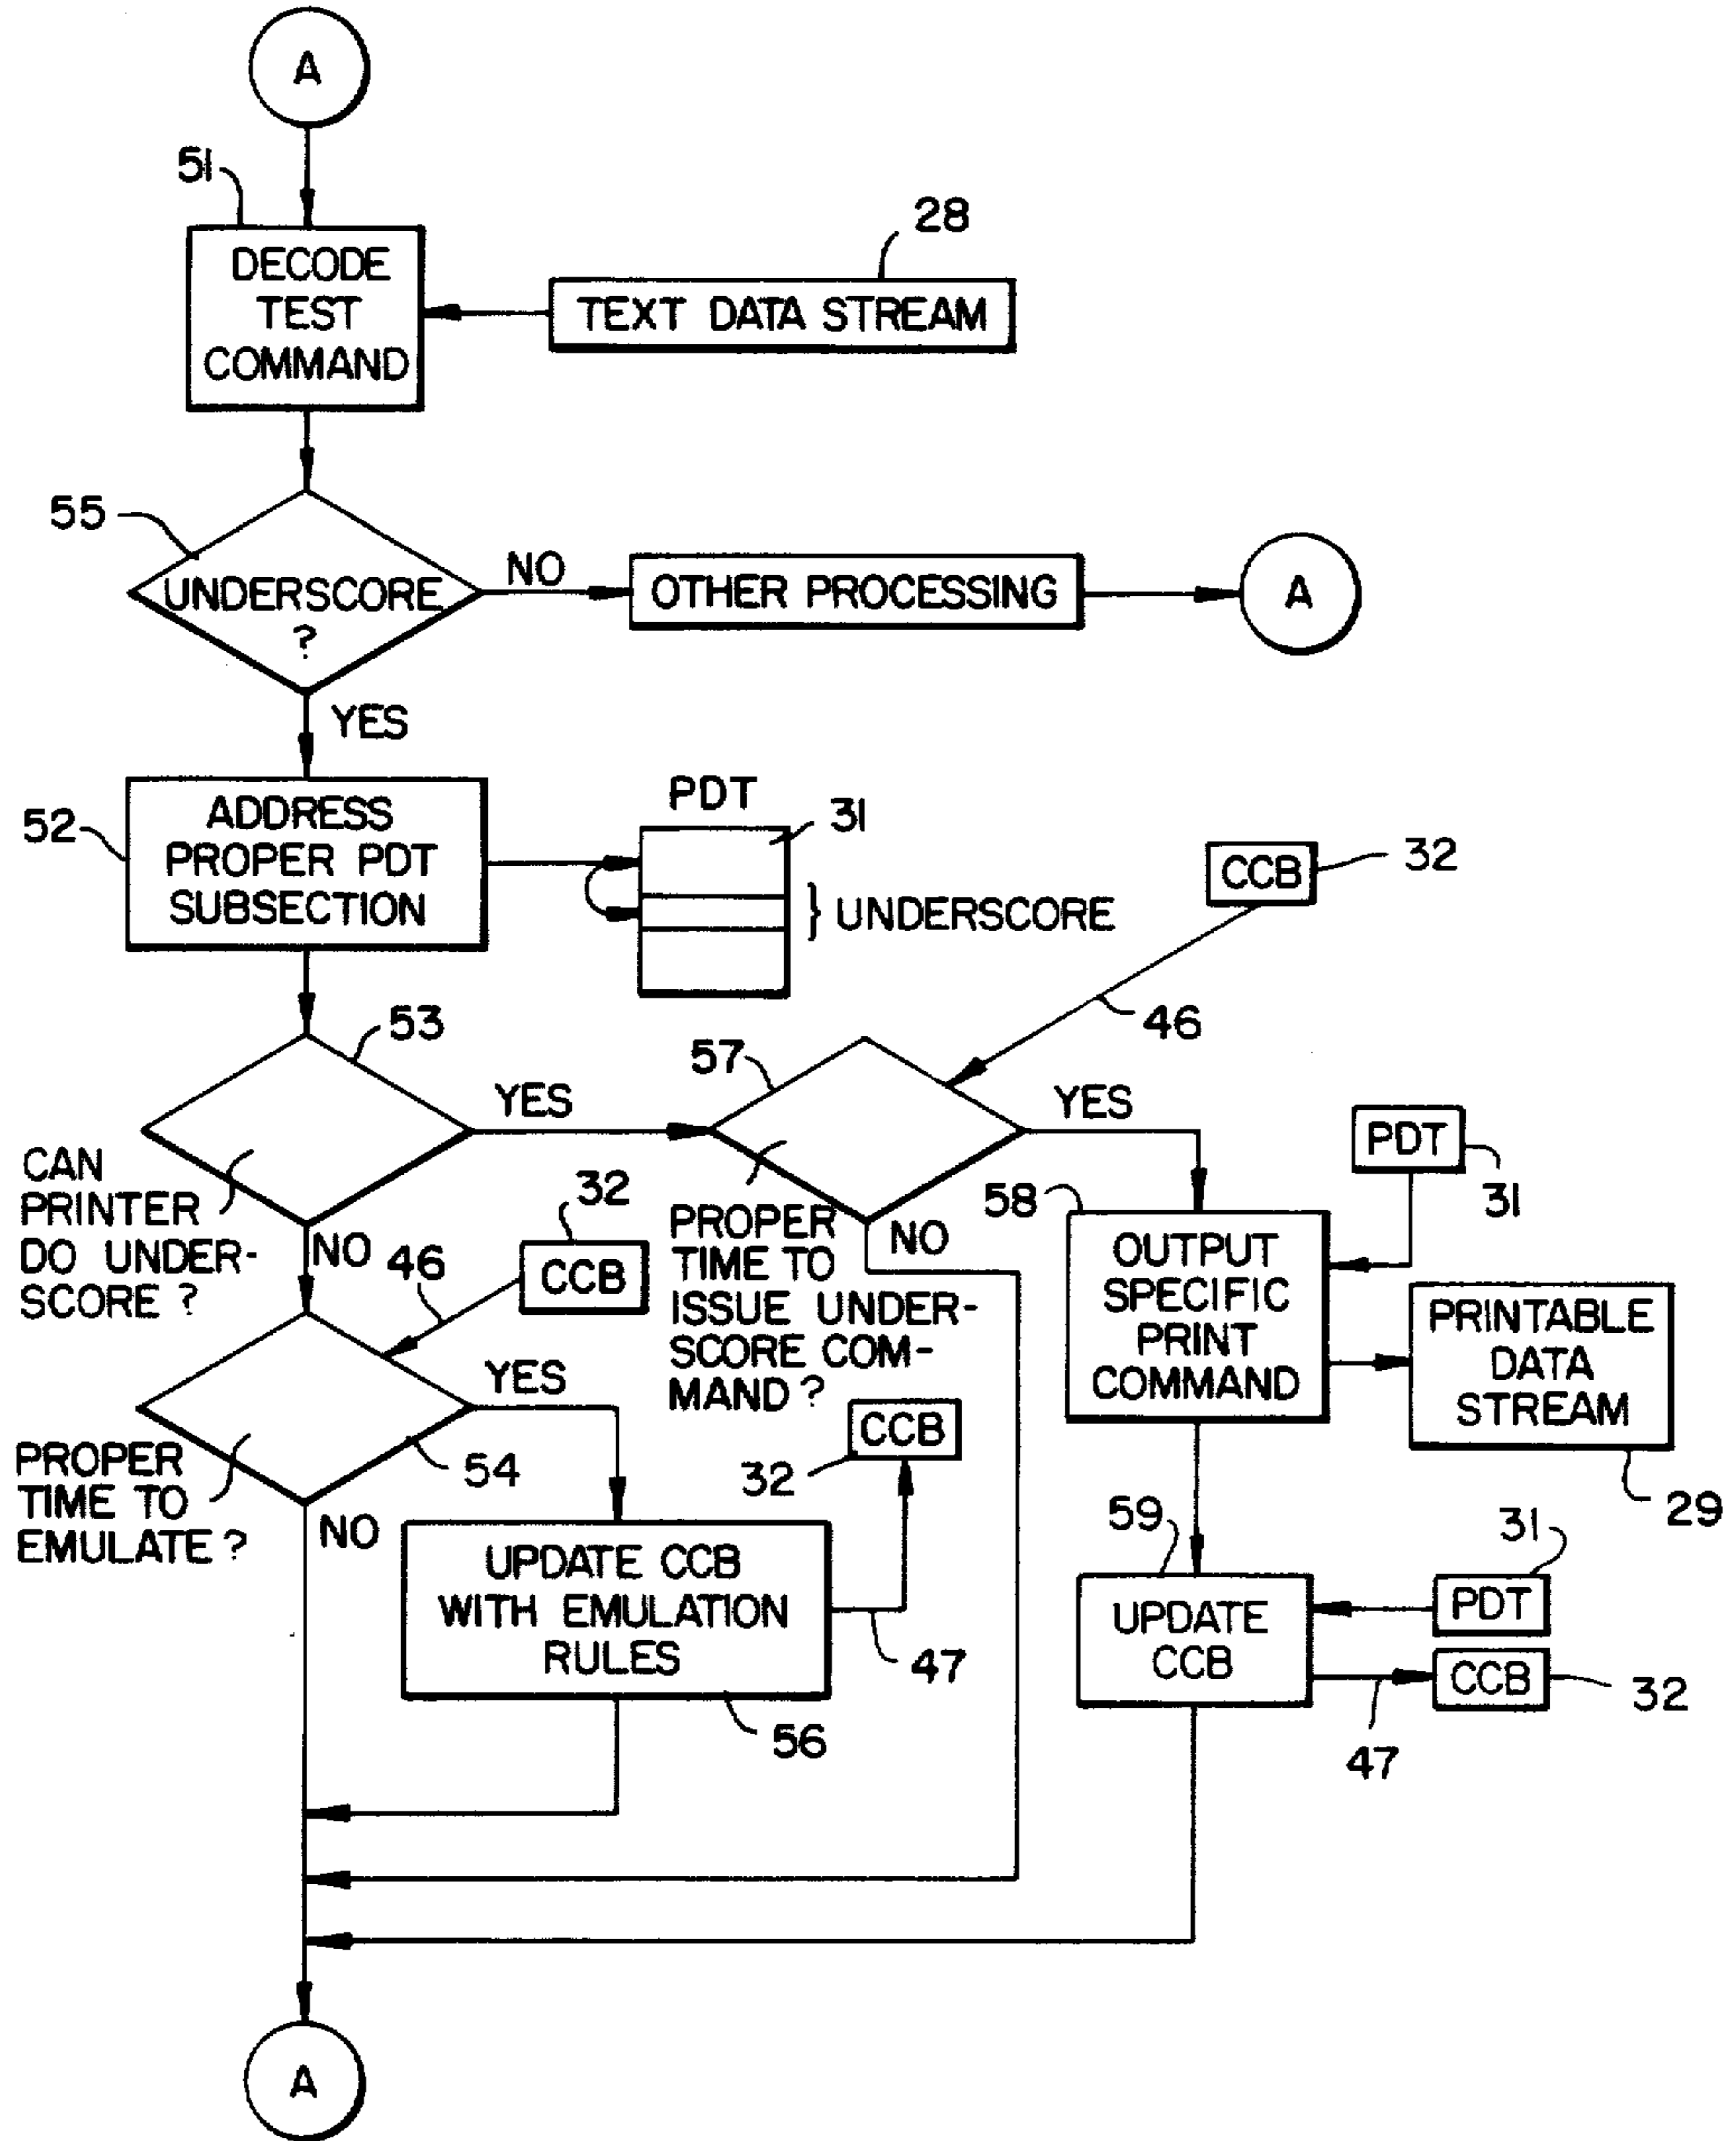 A
51
DECODE
TEST
COMMAND
28
TEXT DATA STREAM
55
UNDERSCORE
?
NO
OTHER PROCESSING
A
YES
52
ADDRESS
PROPER PDT
SUBSECTION
PDT
31
UNDERSCORE
CCB
32
46
53
CAN
PRINTER
DO UNDER-
SCORE ?
YES
NO
57
PROPER
TIME TO
ISSUE UNDER-
SCORE COM-
MAND ?
YES
NO
PDT
31
58
OUTPUT
SPECIFIC
PRINT
COMMAND
PRINTABLE
DATA
STREAM
29
32
CCB
46
PROPER
TIME TO
EMULATE ?
54
YES
NO
CCB
32
UPDATE CCB
WITH EMULATION
RULES
47
56
59
UPDATE
CCB
31
PDT
CCB
32
47
A